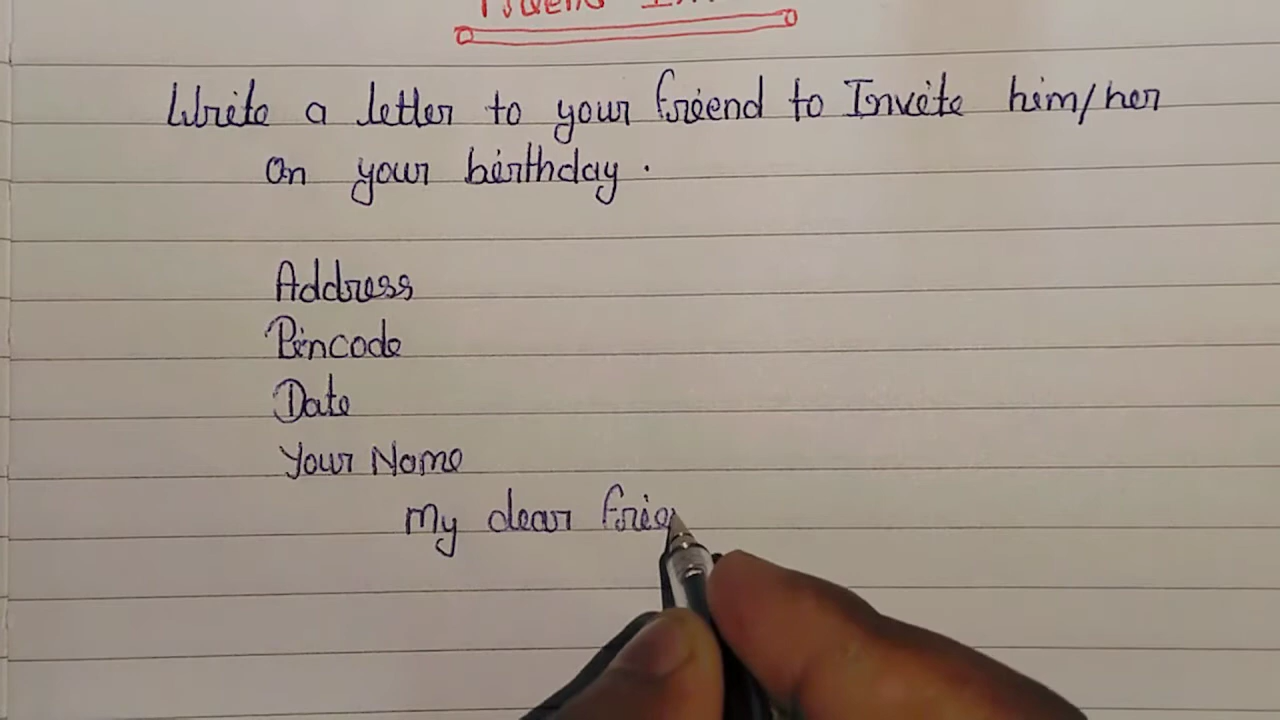 Write a letter to your friend to Invite him/her
On your birthday.
Address
Pincode
Date
Your Name
My dear frie